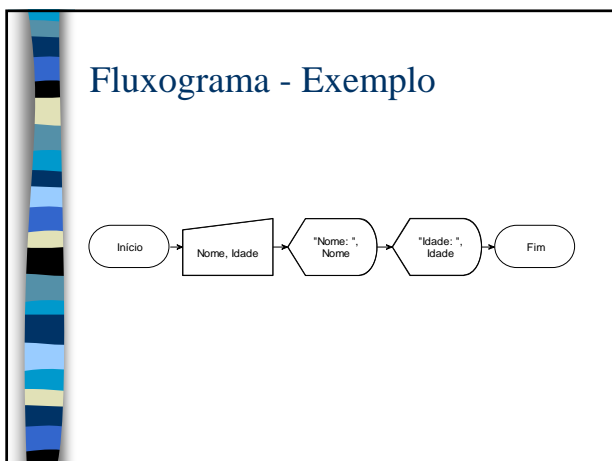 Fluxograma - Exemplo
Início
Nome, Idade
"Nome: ",
Nome
"Idade: ",
Idade
Fim